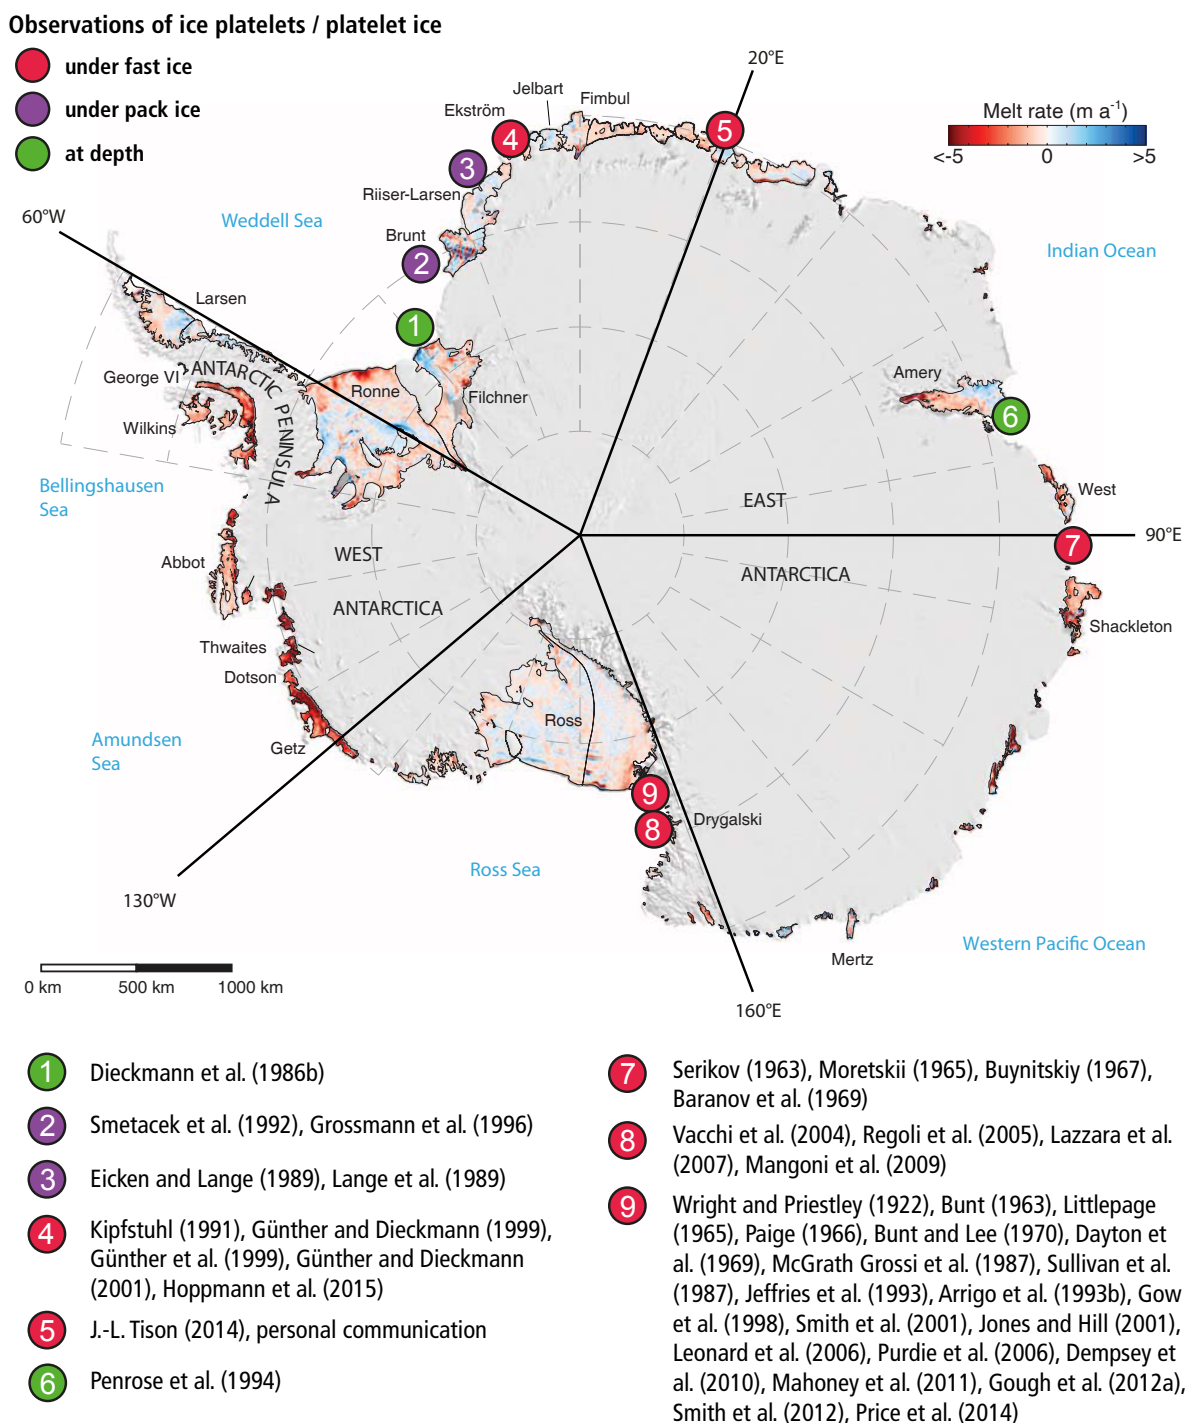 Observations of ice platelets / platelet ice
under fast ice
under pack ice
at depth
20°E
Jelbart
Fimbul
Ekström
4
5
Melt rate (m a-1)
<-5
0
>5
3
Riiser-Larsen
60°W
Weddell Sea
Brunt
2
Indian Ocean
Larsen
1
George VI
ANTARCTIC PENINSULA
Ronne
Filchner
Amery
6
Wilkins
Bellingshausen
Sea
EAST
West
90°E
7
Abbot
WEST
ANTARCTICA
ANTARCTICA
Shackleton
Thwaites
Dotson
Getz
Ross
Amundsen
Sea
9
8
Drygalski
Ross Sea
130°W
Western Pacific Ocean
Mertz
0 km
500 km
1000 km
160°E
1 Dieckmann et al. (1986b)
2 Smetacek et al. (1992), Grossmann et al. (1996)
3 Eicken and Lange (1989), Lange et al. (1989)
4 Kipfstuhl (1991), Günther and Dieckmann (1999),
Günther et al. (1999), Günther and Dieckmann
(2001), Hoppmann et al. (2015)
5 J.-L. Tison (2014), personal communication
6 Penrose et al. (1994)
7 Serikov (1963), Moretskii (1965), Buynitskiy (1967),
Baranov et al. (1969)
8 Vacchi et al. (2004), Regoli et al. (2005), Lazzara et al.
(2007), Mangoni et al. (2009)
9 Wright and Priestley (1922), Bunt (1963), Littlepage
(1965), Paige (1966), Bunt and Lee (1970), Dayton et
al. (1969), McGrath Grossi et al. (1987), Sullivan et al.
(1987), Jeffries et al. (1993), Arrigo et al. (1993b), Gow
et al. (1998), Smith et al. (2001), Jones and Hill (2001),
Leonard et al. (2006), Purdie et al. (2006), Dempsey et
al. (2010), Mahoney et al. (2011), Gough et al. (2012a),
Smith et al. (2012), Price et al. (2014)